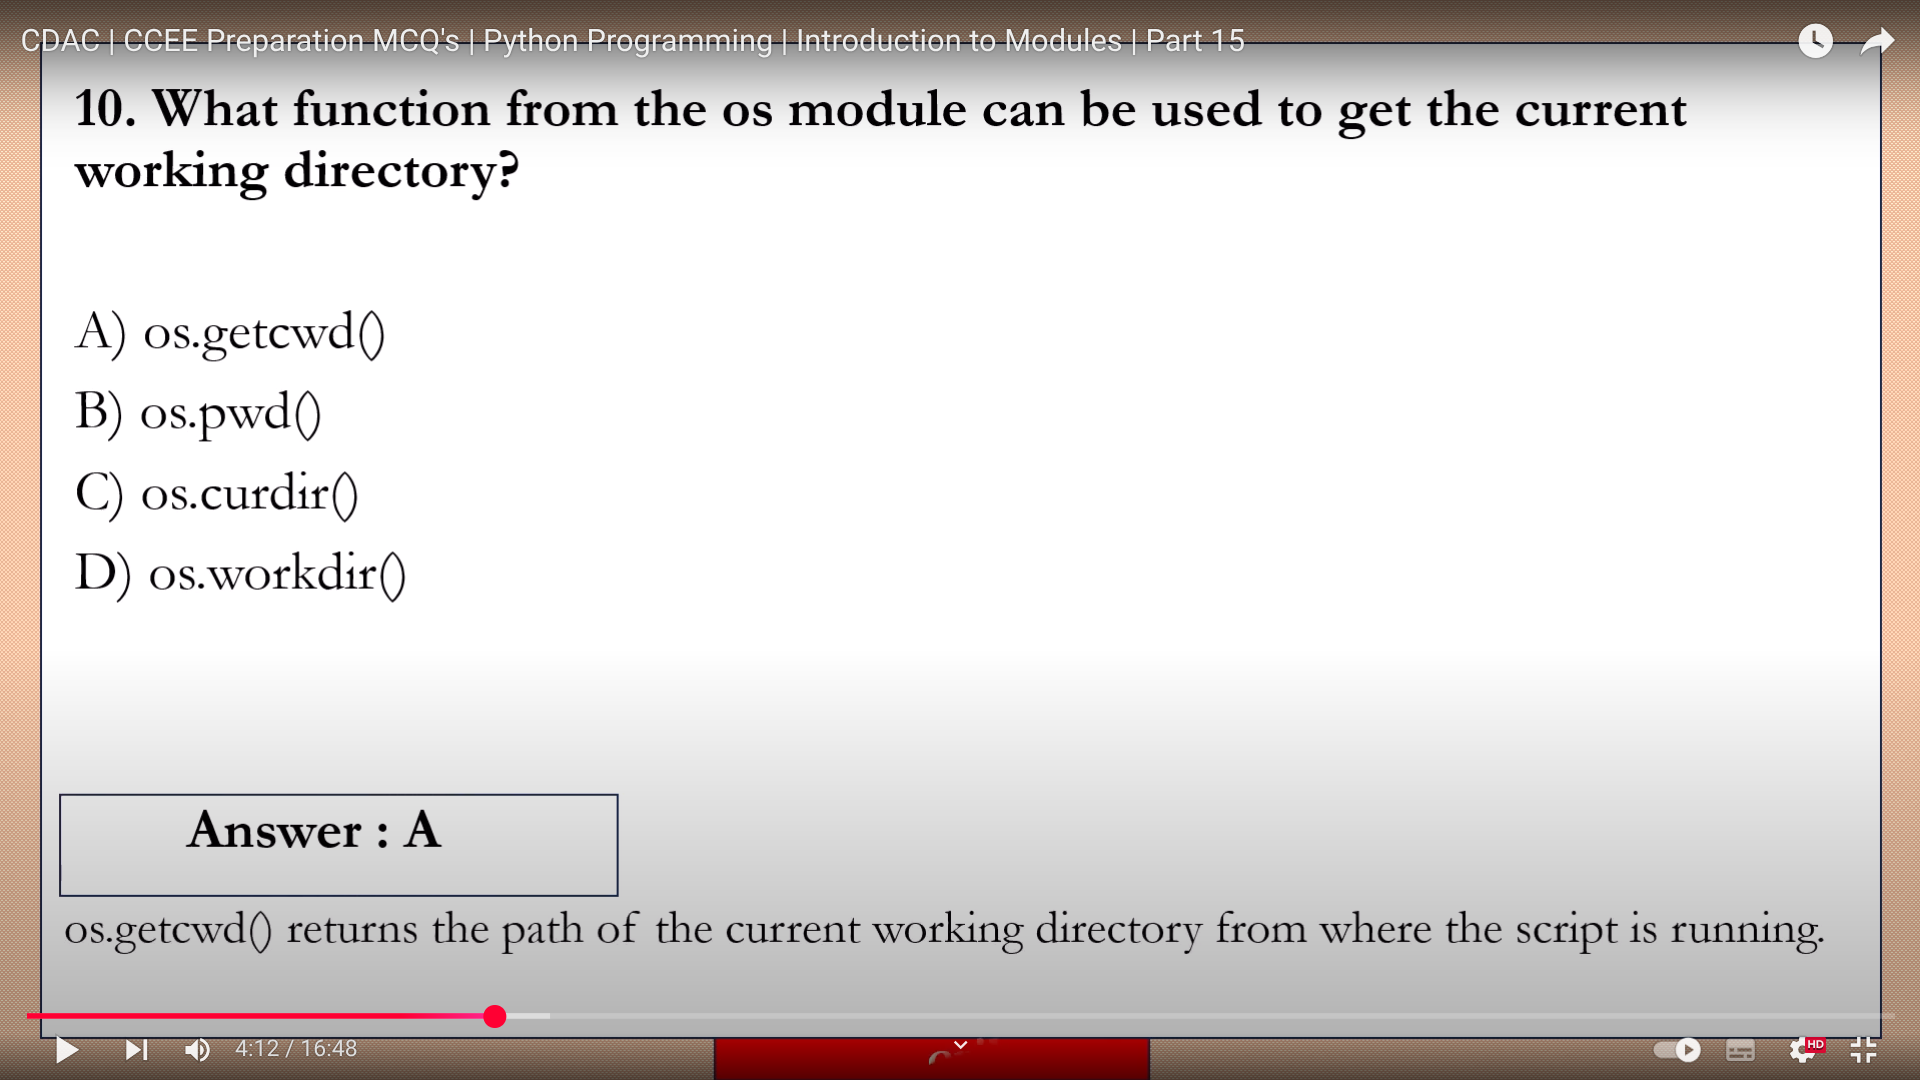 CDAC | CCEE Preparation MCQ's | Python Programming | Introduction to Modules | Part 15
10. What function from the os module can be used to get the current
working directory?
A) os.getcwd()
B) os.pwd()
C) os.curdir()
D) os.workdir()
Answer : A
os.getcwd() returns the path of the current working directory from where the script is running.
4:12 / 16:48
HD